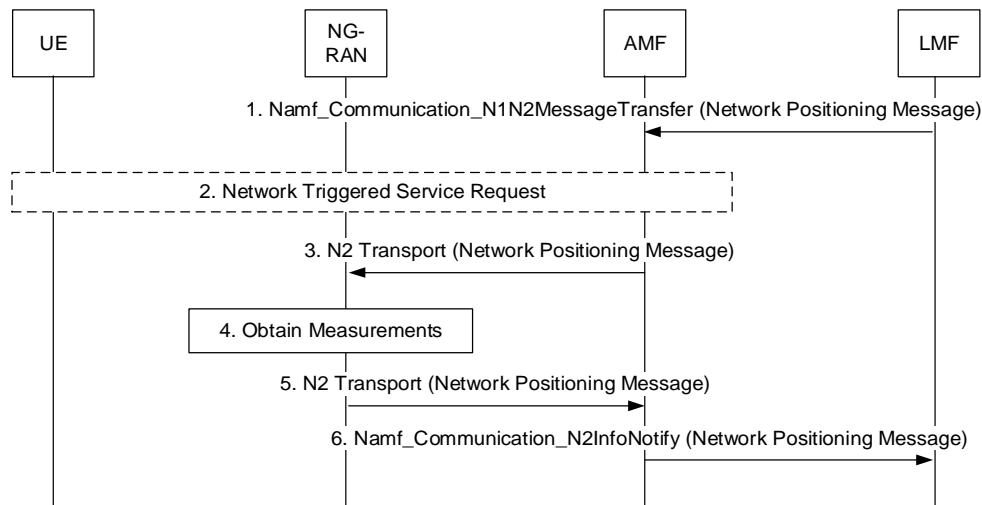 UE
NG-
RAN
AMF
LMF
1. Namf_Communication_N1N2MessageTransfer (Network Positioning Message)
2. Network Triggered Service Request
3. N2 Transport (Network Positioning Message)
4. Obtain Measurements
5. N2 Transport (Network Positioning Message)
6. Namf_Communication_N2InfoNotify (Network Positioning Message)